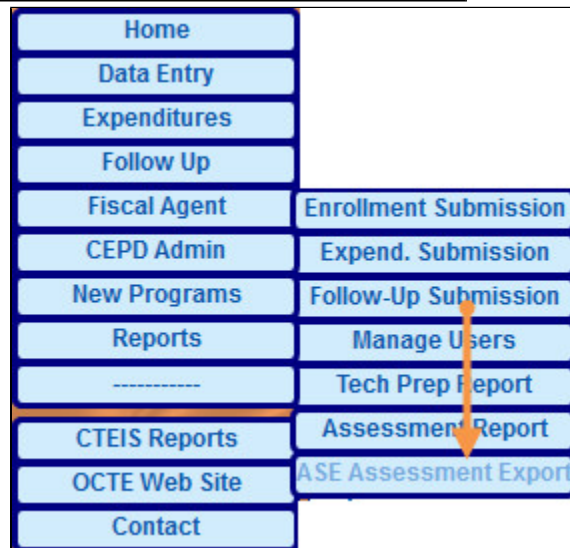 Home
Data Entry
Expenditures
Follow Up
Fiscal Agent
CEPD Admin
New Programs
Reports
-----------
CTEIS Reports
OCTE Web Site
Contact
Enrollment Submission
Expend. Submission
Follow-Up Submission
Manage Users
Tech Prep Report
Assessment Report
ASE Assessment Export